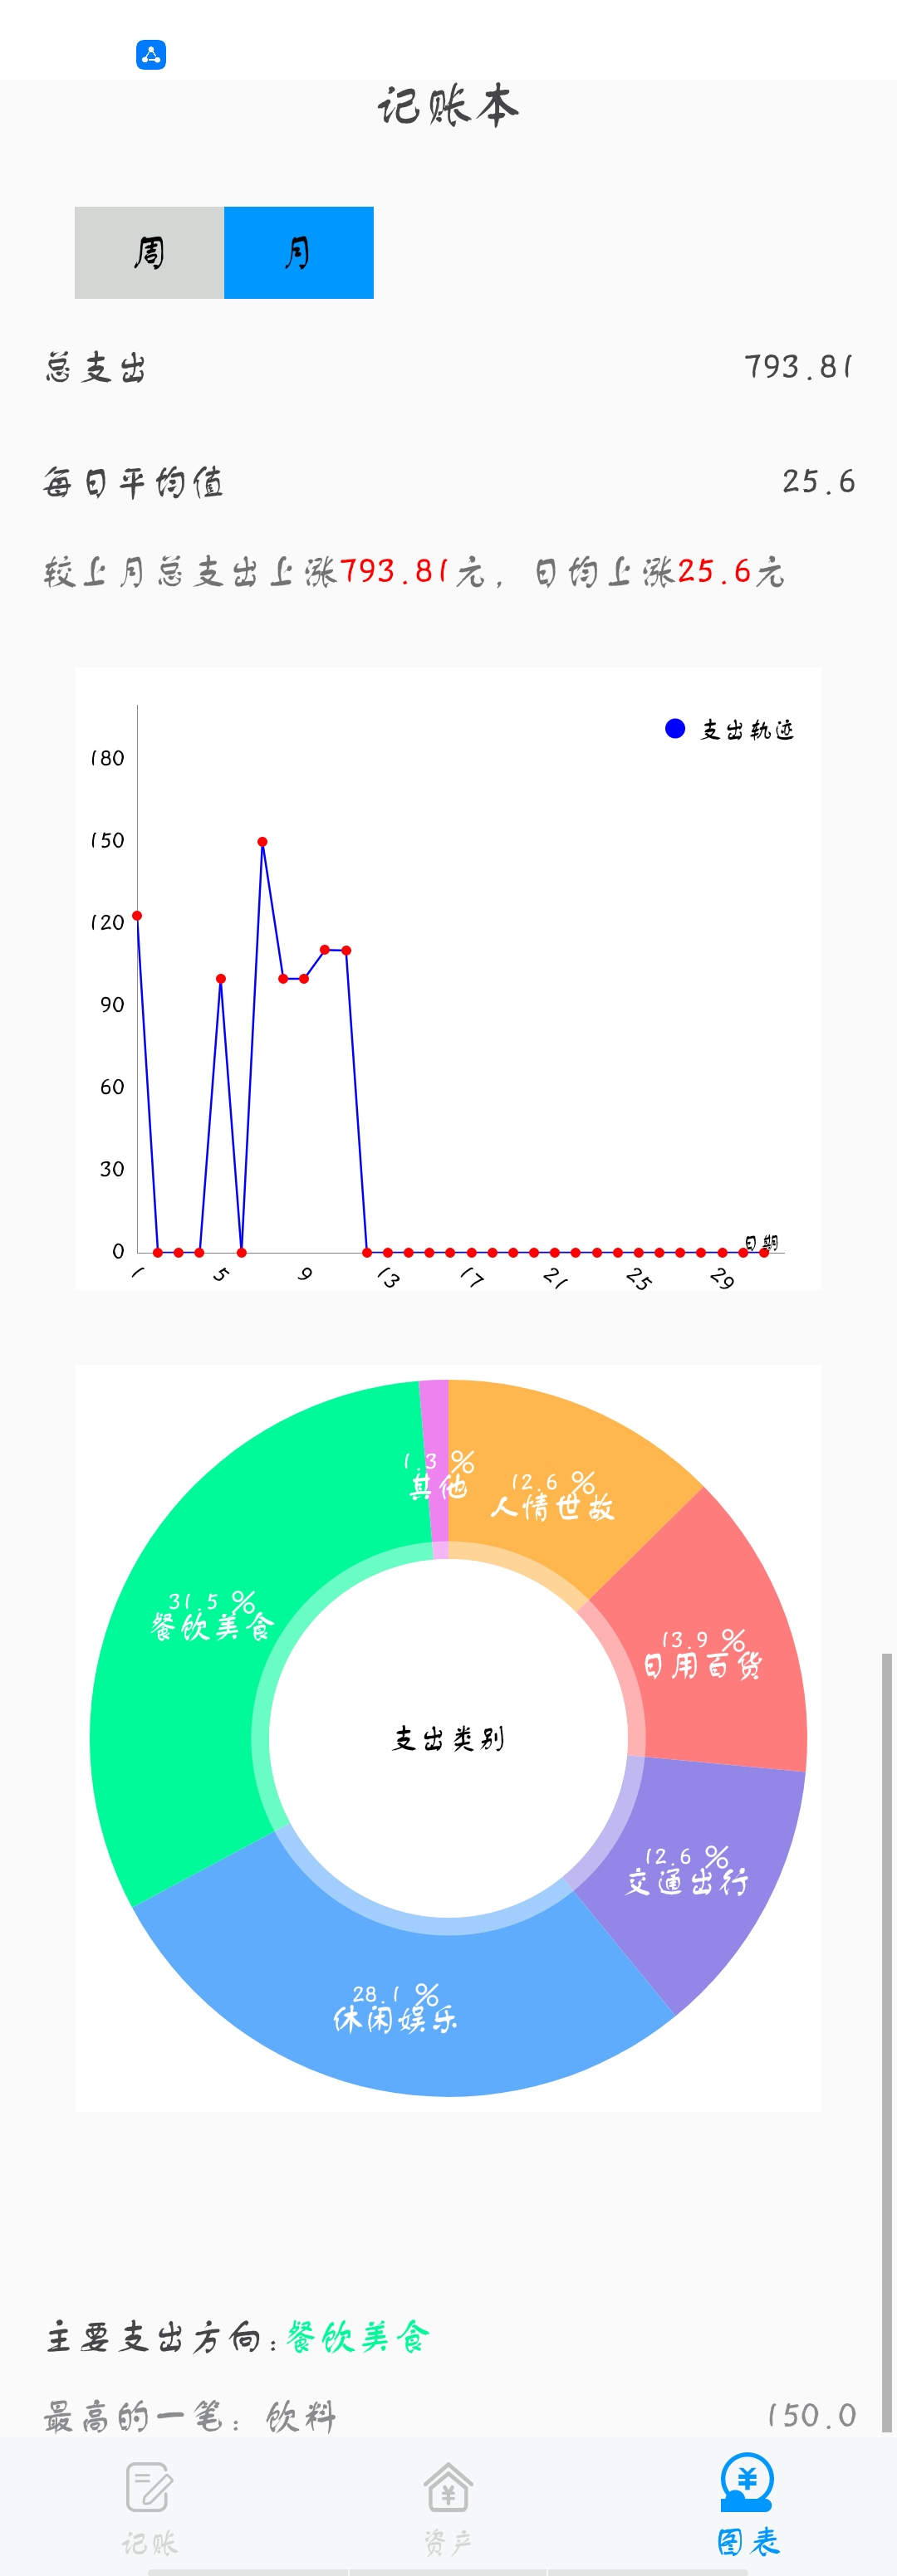 记账本
周 月
总支出 793.81
每日平均值 25.6
较上月总支出上涨793.81元，日均上涨25.6元
支出轨迹
180
150
120
90
60
30
0
日期
1 5 9 13 17 21 25 29
1.3 %
其他
12.6 %
人情世故
31.5 %
餐饮美食
13.9 %
日用百货
支出类别
12.6 %
交通出行
28.1 %
休闲娱乐
主要支出方向:餐饮美食
最高的一笔：饮料 150.0
记账 资产 图表